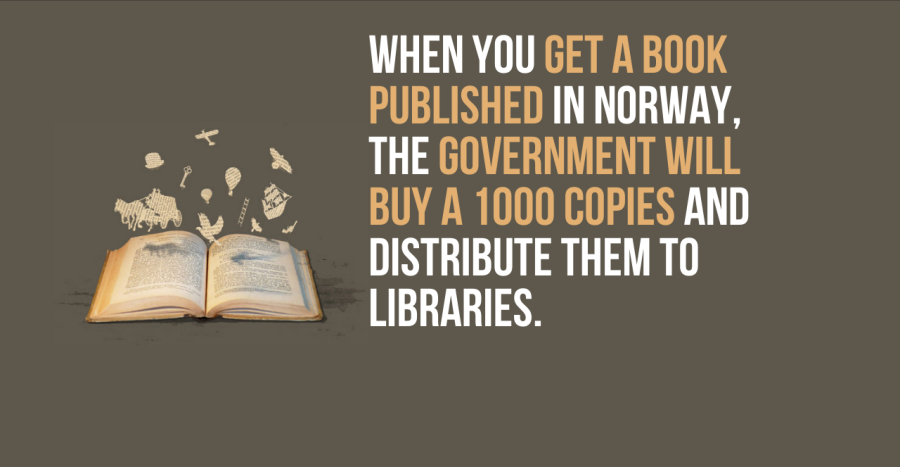 WHEN YOU GET A BOOK
PUBLISHED IN NORWAY,
THE GOVERNMENT WILL
BUY A 1000 COPIES AND
DISTRIBUTE THEM TO
LIBRARIES.